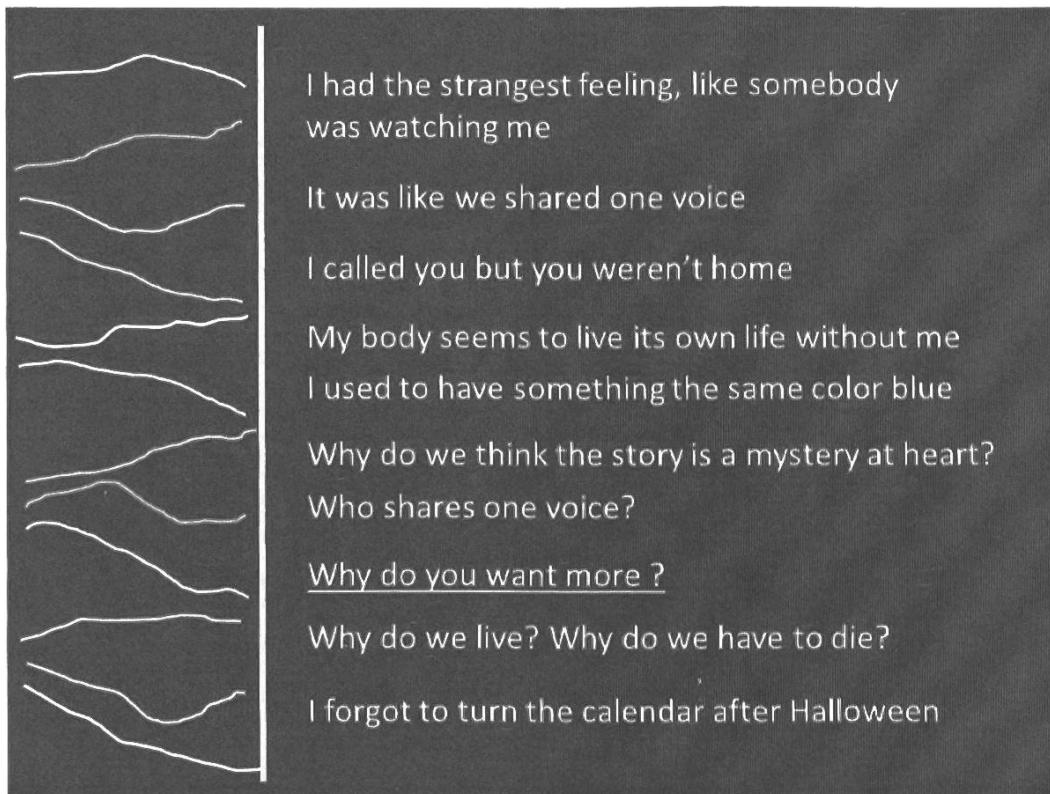 I had the strangest feeling, like somebody
was watching me
It was like we shared one voice
I called you but you weren't home
My body seems to live its own life without me
I used to have something the same color blue
Why do we think the story is a mystery at heart?
Who shares one voice?
Why do you want more ?
Why do we live? Why do we have to die?
I forgot to turn the calendar after Halloween